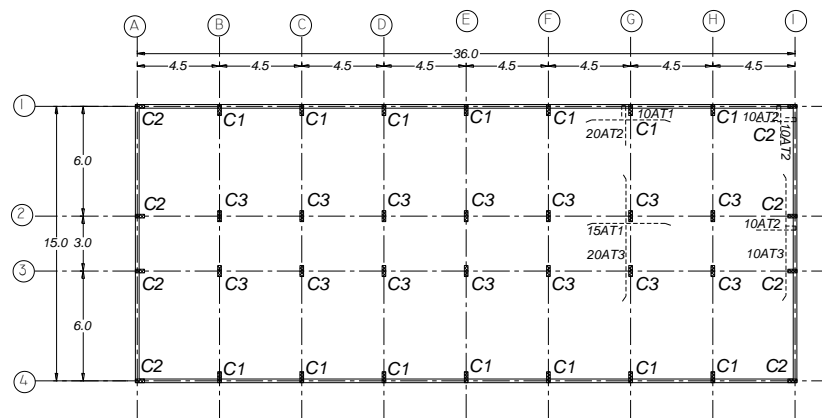 A B C D E F G H I
36.0
4.5 4.5 4.5 4.5 4.5 4.5 4.5 4.5
1
C2 C1 C1 C1 C1 C1 10AT1 C1 10AT2
20AT2 C1 C2 10AT2
6.0
C2 C3 C3 C3 C3 C3 C3 C3 C2
2
15AT1 10AT2
15.0 3.0
20AT3 10AT3
3
C2 C3 C3 C3 C3 C3 C3 C3 C2
6.0
C2 C1 C1 C1 C1 C1 C1 C1 C2
4